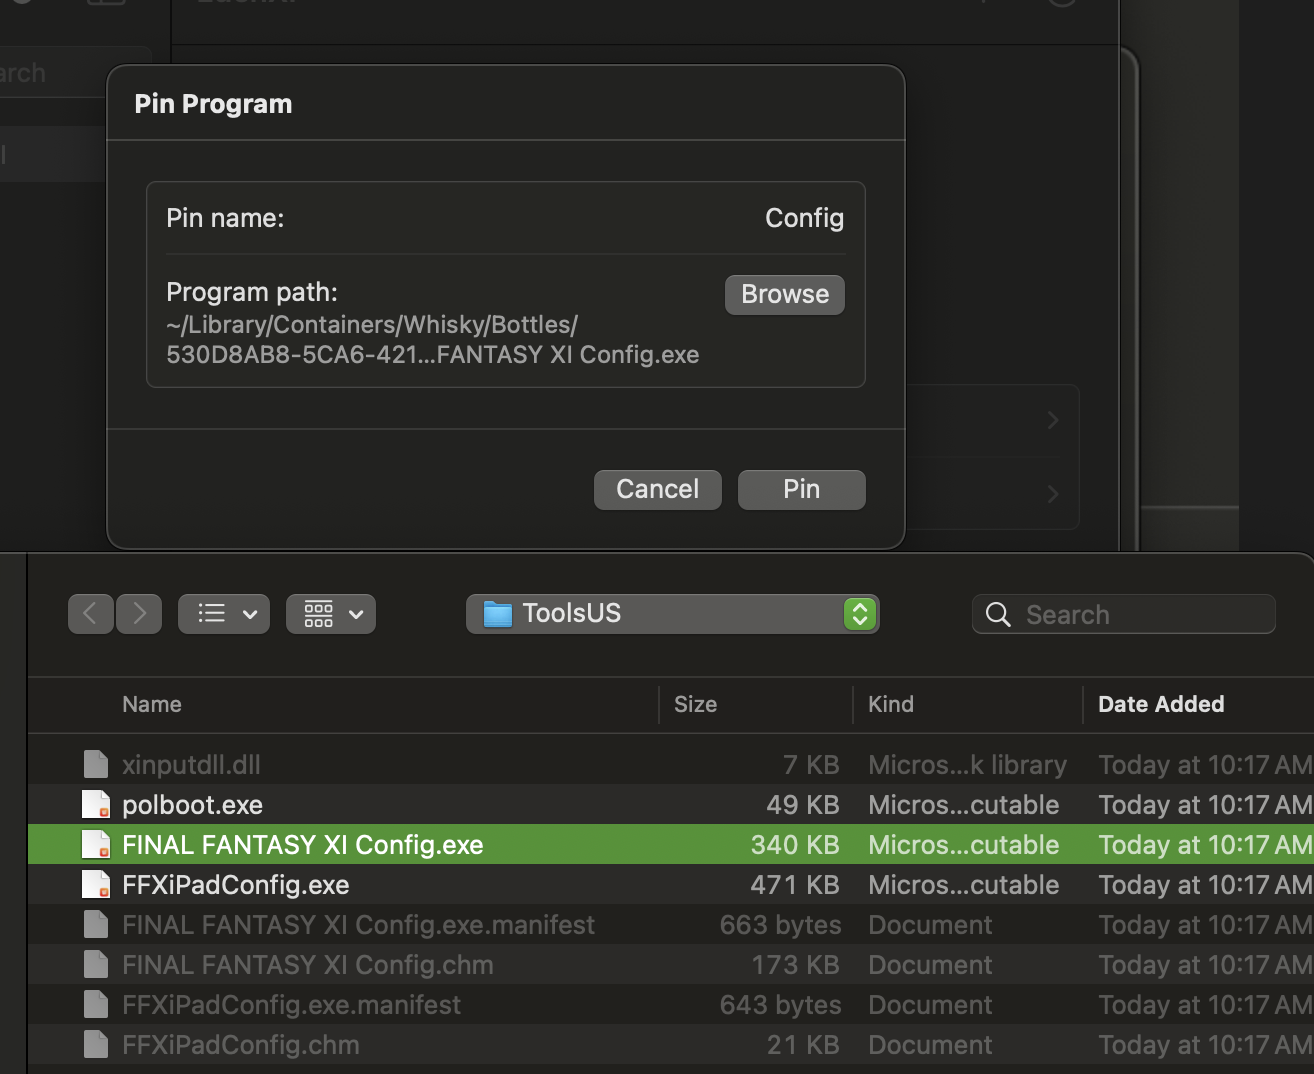 arch
Pin Program
Pin name:
Config
Program path:
Browse
~/Library/Containers/Whisky/Bottles/
530D8AB8-5CA6-421...FANTASY XI Config.exe
Cancel
Pin
ToolsUS
Search
Name Size Kind Date Added
xinputdll.dll 7 KB Micros...k library Today at 10:17 AM
polboot.exe 49 KB Micros...cutable Today at 10:17 AM
FINAL FANTASY XI Config.exe 340 KB Micros...cutable Today at 10:17 AM
FFXiPadConfig.exe 471 KB Micros...cutable Today at 10:17 AM
FINAL FANTASY XI Config.exe.manifest 663 bytes Document Today at 10:17 AM
FINAL FANTASY XI Config.chm 173 KB Document Today at 10:17 AM
FFXiPadConfig.exe.manifest 643 bytes Document Today at 10:17 AM
FFXiPadConfig.chm 21 KB Document Today at 10:17 AM